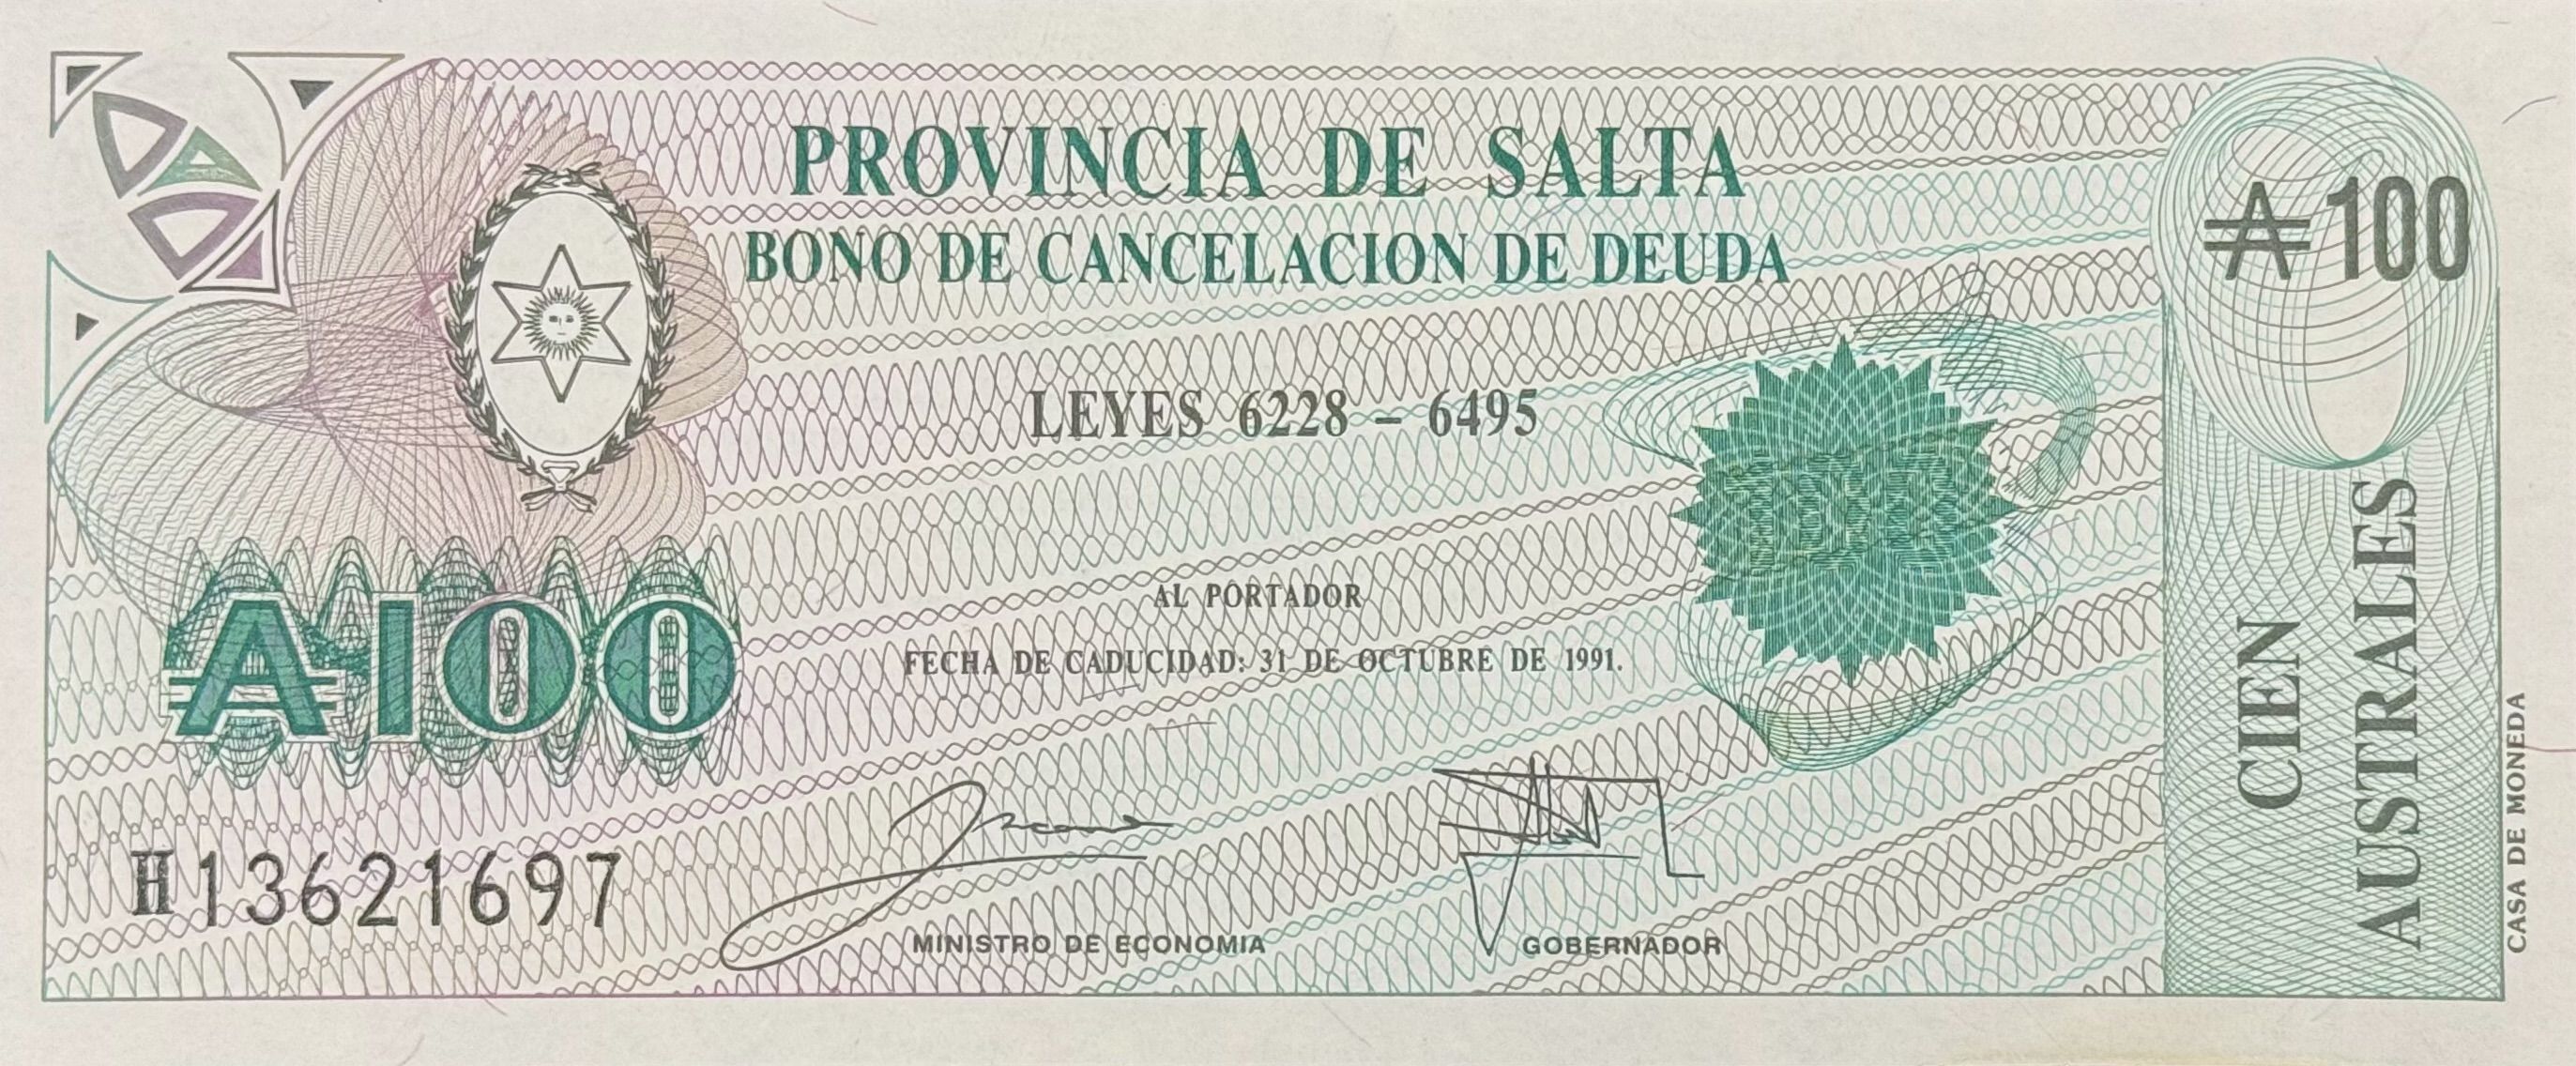 PROVINCIA DE SALTA
BONO DE CANCELACION DE DEUDA
₳ 100
LEYES 6228 – 6495
AL PORTADOR
FECHA DE CADUCIDAD: 31 DE OCTUBRE DE 1991.
₳100
H13621697
MINISTRO DE ECONOMIA
GOBERNADOR
CIEN
AUSTRALES
CASA DE MONEDA